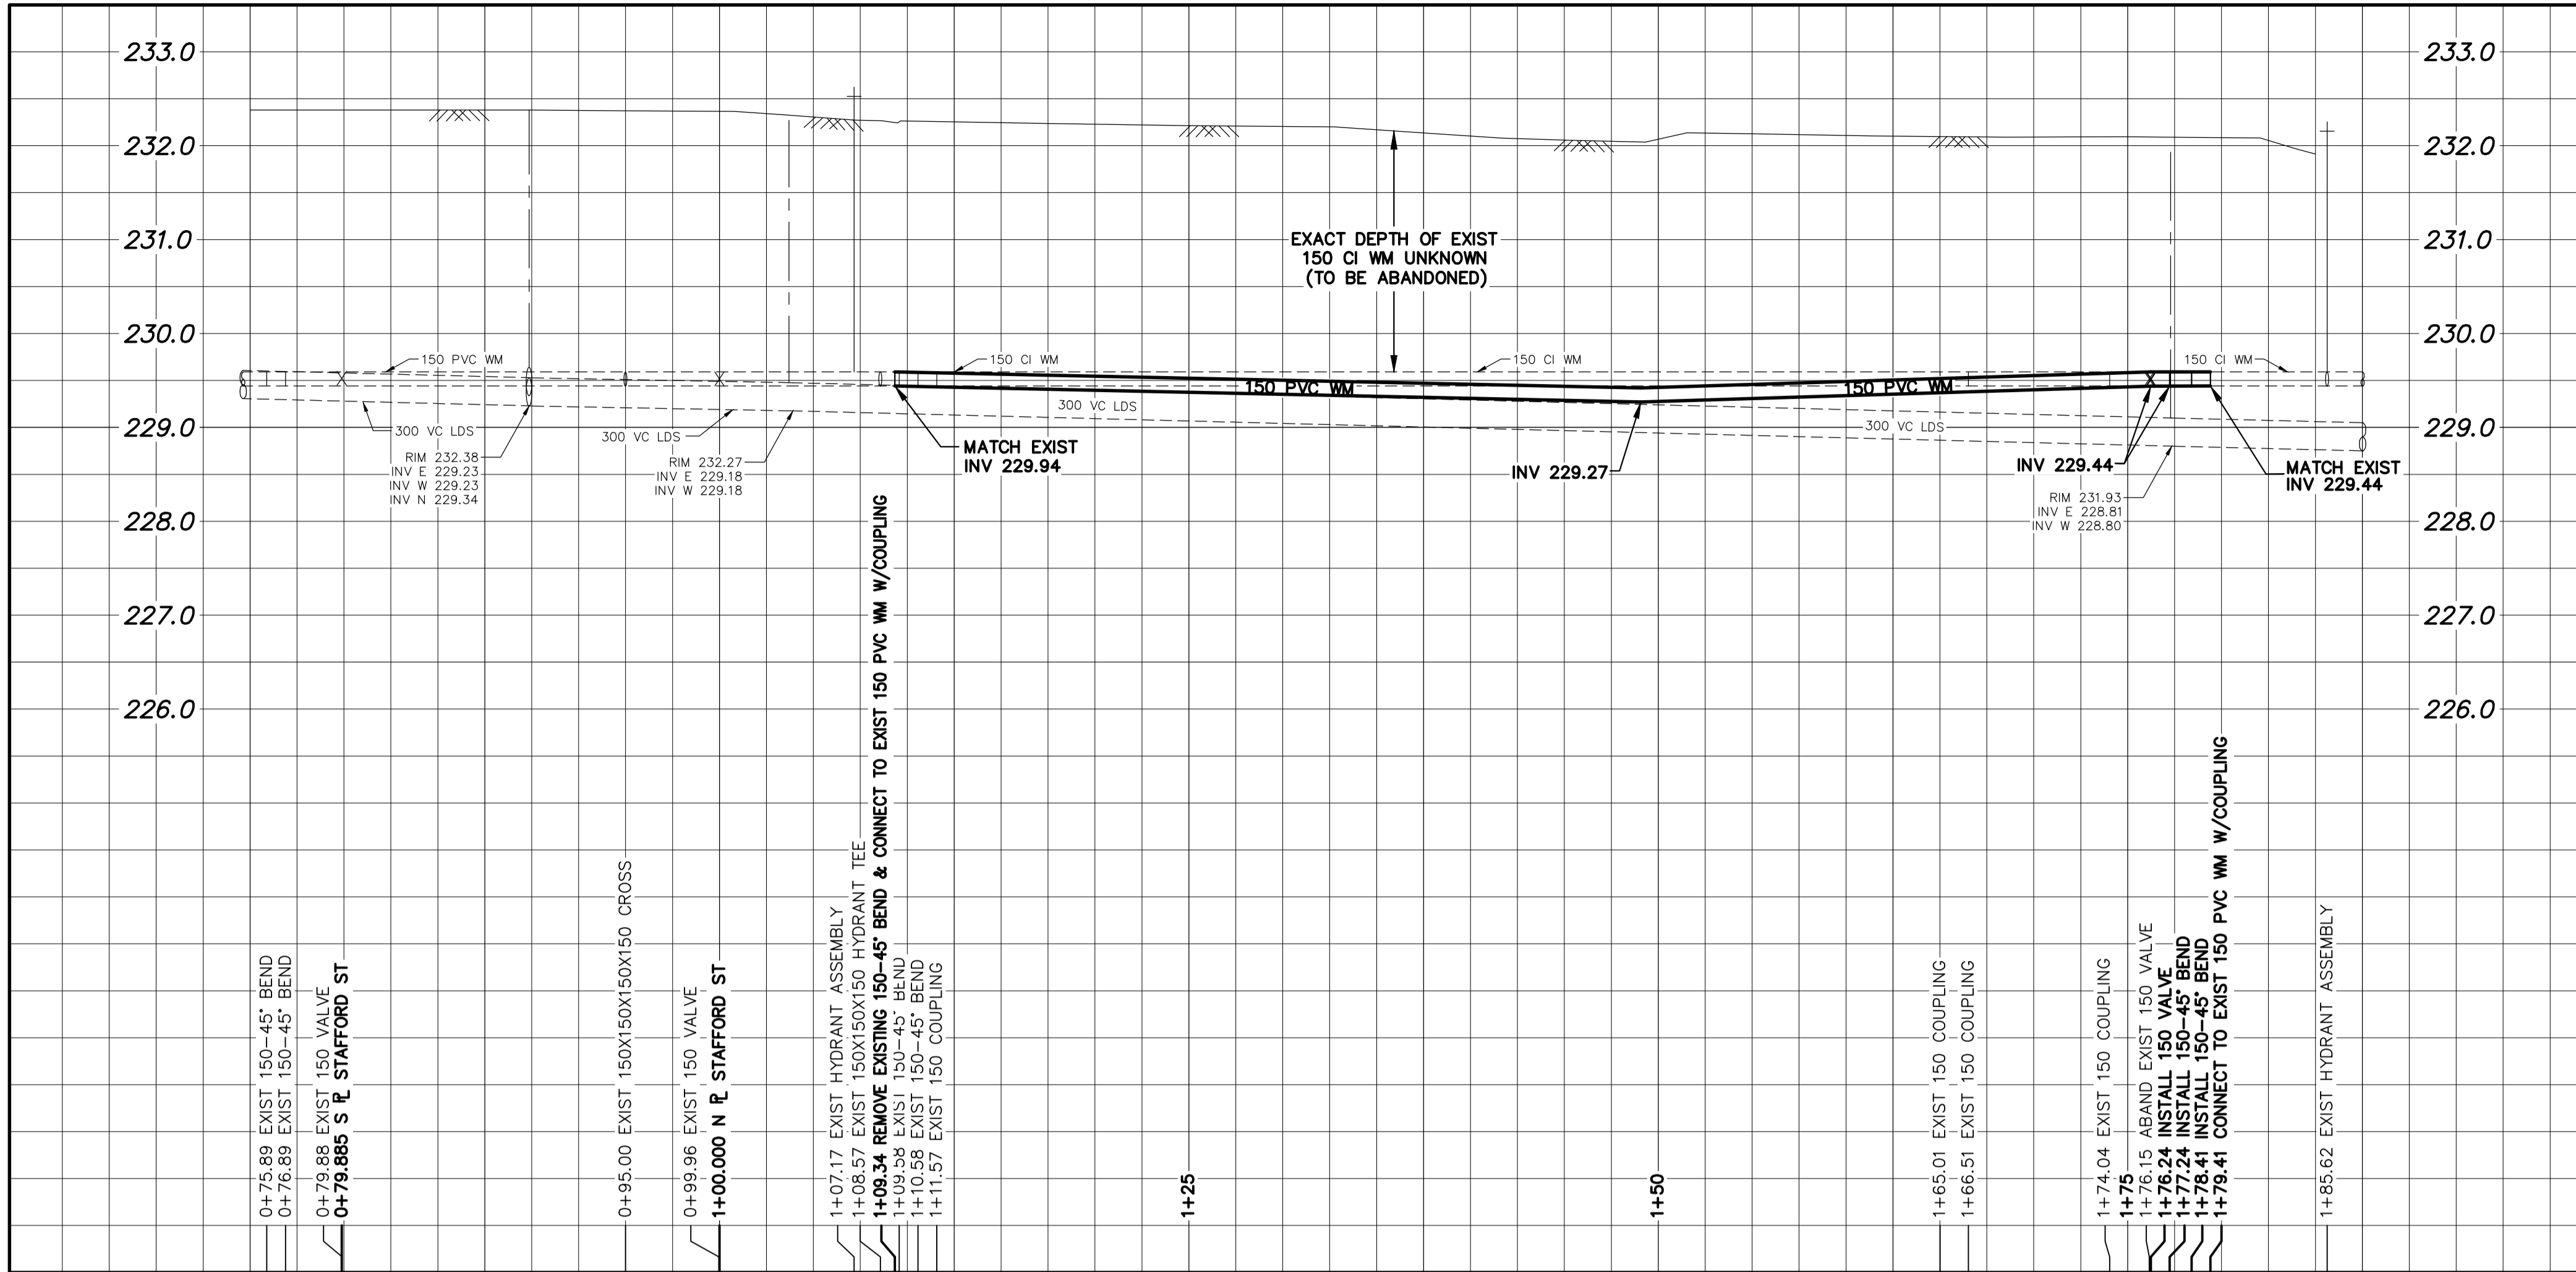 233.0
233.0
232.0
232.0
EXACT DEPTH OF EXIST
150 CI WM UNKNOWN
(TO BE ABANDONED)
231.0
231.0
230.0
230.0
150 PVC WM
150 CI WM
150 CI WM
150 CI WM
150 PVC WM
150 PVC WM
300 VC LDS
300 VC LDS
300 VC LDS
300 VC LDS
229.0
229.0
RIM 232.38
INV E 229.23
INV W 229.23
INV N 229.34
RIM 232.27
INV E 229.18
INV W 229.18
MATCH EXIST
INV 229.94
INV 229.27
INV 229.44
RIM 231.93
INV E 228.81
INV W 228.80
MATCH EXIST
INV 229.44
228.0
228.0
227.0
227.0
226.0
226.0
0+75.89 EXIST 150-45° BEND
0+76.89 EXIST 150-45° BEND
0+79.88 EXIST 150 VALVE
0+79.885 S ⅊ STAFFORD ST
0+95.00 EXIST 150X150X150X150 CROSS
0+99.96 EXIST 150 VALVE
1+00.000 N ⅊ STAFFORD ST
1+07.17 EXIST HYDRANT ASSEMBLY
1+08.57 EXIST 150X150X150 HYDRANT TEE
1+09.34 REMOVE EXISTING 150-45° BEND & CONNECT TO EXIST 150 PVC WM W/COUPLING
1+09.58 EXIST 150-45° BEND
1+10.58 EXIST 150-45° BEND
1+11.57 EXIST 150 COUPLING
1+25
1+50
1+65.01 EXIST 150 COUPLING
1+66.51 EXIST 150 COUPLING
1+74.04 EXIST 150 COUPLING
1+75
1+76.15 ABAND EXIST 150 VALVE
1+76.24 INSTALL 150 VALVE
1+77.24 INSTALL 150-45° BEND
1+78.41 INSTALL 150-45° BEND
1+79.41 CONNECT TO EXIST 150 PVC WM W/COUPLING
1+85.62 EXIST HYDRANT ASSEMBLY